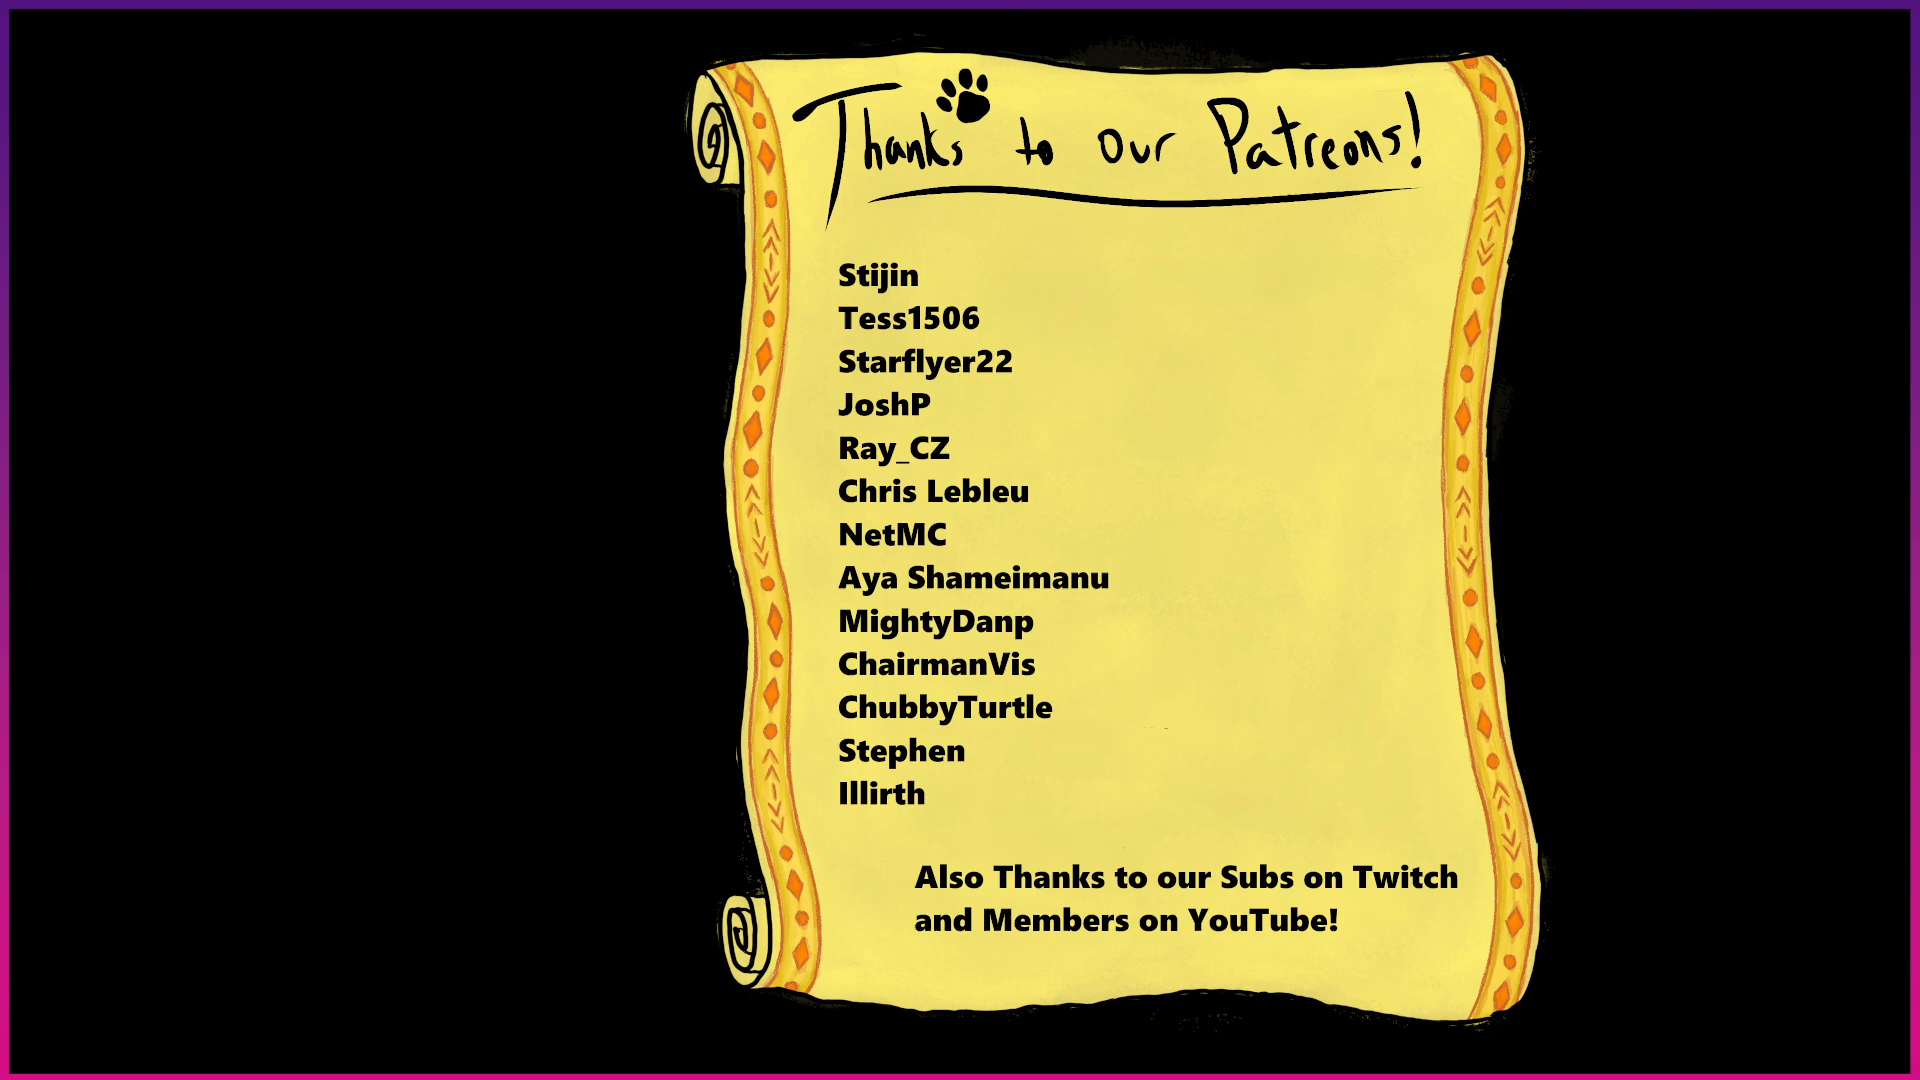 Thanks to our Patreons!
Stijin
Tess1506
Starflyer22
JoshP
Ray_CZ
Chris Lebleu
NetMC
Aya Shameimanu
MightyDanp
ChairmanVis
ChubbyTurtle
Stephen
Illirth
Also Thanks to our Subs on Twitch
and Members on YouTube!